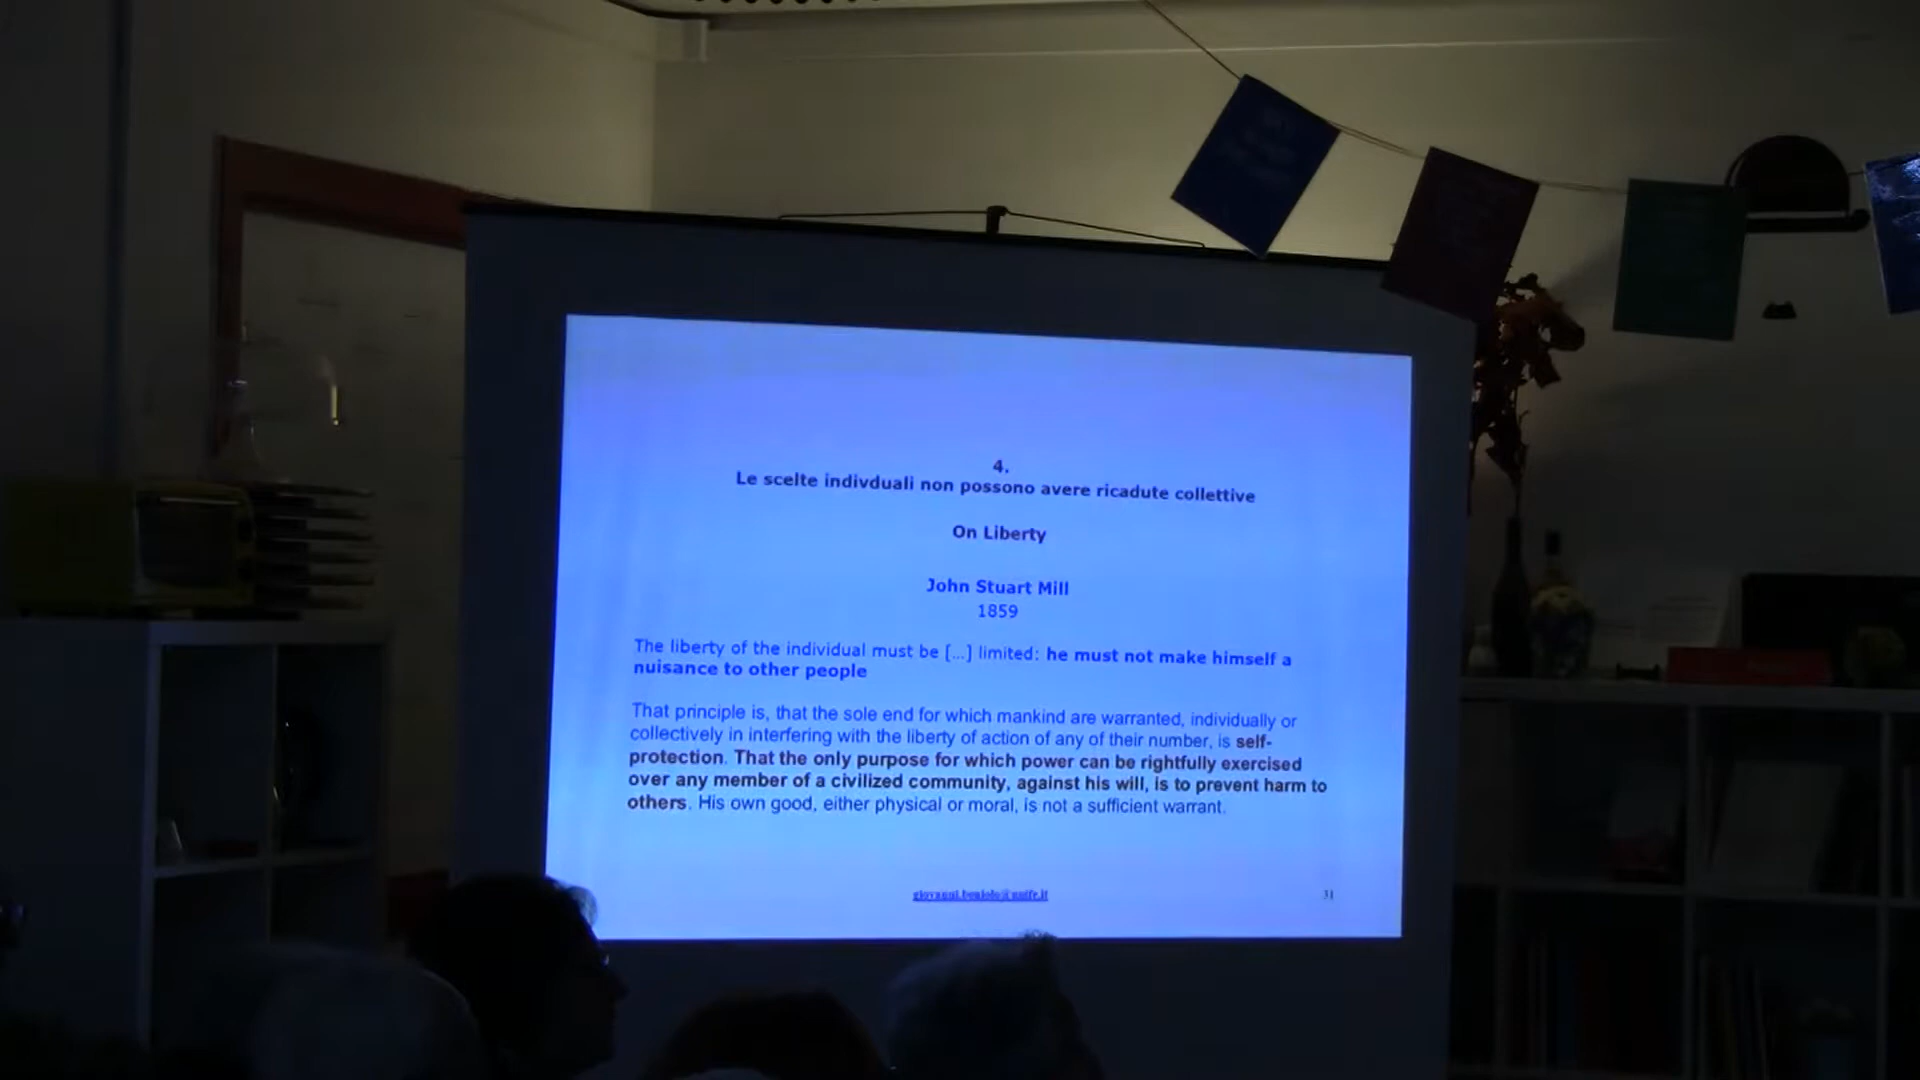 4.
Le scelte indivduali non possono avere ricadute collettive
On Liberty
John Stuart Mill
1859
The liberty of the individual must be [...] limited: he must not make himself a
nuisance to other people
That principle is, that the sole end for which mankind are warranted, individually or
collectively in interfering with the liberty of action of any of their number, is self-
protection. That the only purpose for which power can be rightfully exercised
over any member of a civilized community, against his will, is to prevent harm to
others. His own good, either physical or moral, is not a sufficient warrant.
giovanni.boniolo@unife.it
31